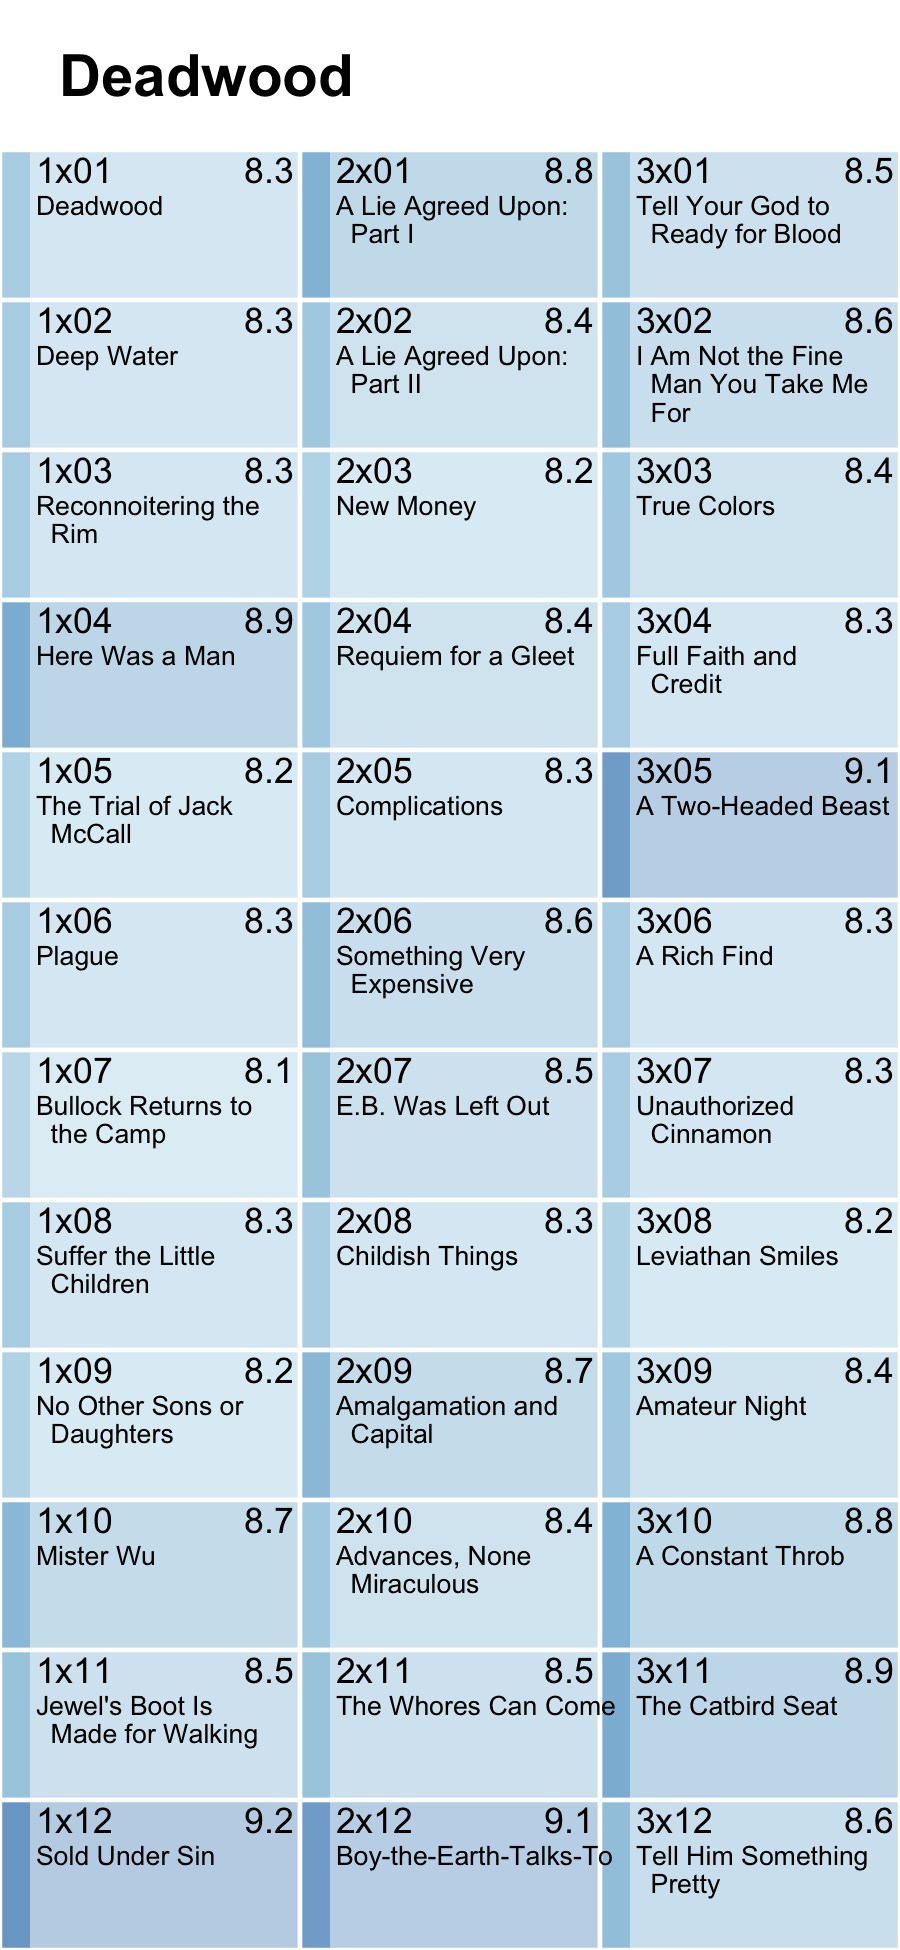 Deadwood
1x01 8.3
Deadwood
1x02 8.3
Deep Water
1x03 8.3
Reconnoitering the
Rim
1x04 8.9
Here Was a Man
1x05 8.2
The Trial of Jack
McCall
1x06 8.3
Plague
1x07 8.1
Bullock Returns to
the Camp
1x08 8.3
Suffer the Little
Children
1x09 8.2
No Other Sons or
Daughters
1x10 8.7
Mister Wu
1x11 8.5
Jewel's Boot Is
Made for Walking
1x12 9.2
Sold Under Sin
2x01 8.8
A Lie Agreed Upon:
Part I
2x02 8.4
A Lie Agreed Upon:
Part II
2x03 8.2
New Money
2x04 8.4
Requiem for a Gleet
2x05 8.3
Complications
2x06 8.6
Something Very
Expensive
2x07 8.5
E.B. Was Left Out
2x08 8.3
Childish Things
2x09 8.7
Amalgamation and
Capital
2x10 8.4
Advances, None
Miraculous
2x11 8.5
The Whores Can Come
2x12 9.1
Boy-the-Earth-Talks-To
3x01 8.5
Tell Your God to
Ready for Blood
3x02 8.6
I Am Not the Fine
Man You Take Me
For
3x03 8.4
True Colors
3x04 8.3
Full Faith and
Credit
3x05 9.1
A Two-Headed Beast
3x06 8.3
A Rich Find
3x07 8.3
Unauthorized
Cinnamon
3x08 8.2
Leviathan Smiles
3x09 8.4
Amateur Night
3x10 8.8
A Constant Throb
3x11 8.9
The Catbird Seat
3x12 8.6
Tell Him Something
Pretty